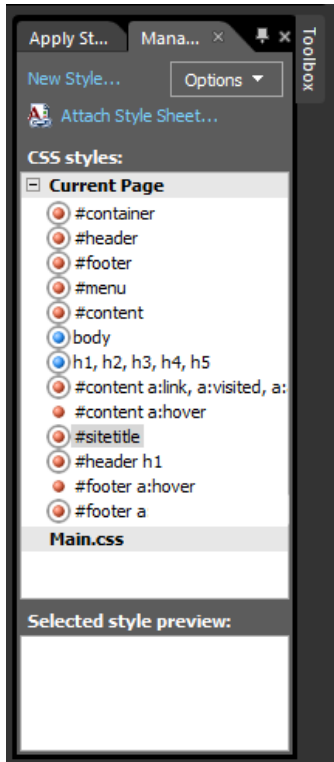 Apply St... Mana...
Toolbox
New Style... Options
Attach Style Sheet...
CSS styles:
Current Page
#container
#header
#footer
#menu
#content
body
h1, h2, h3, h4, h5
#content a:link, a:visited, a:
#content a:hover
#sitetitle
#header h1
#footer a:hover
#footer a
Main.css
Selected style preview: